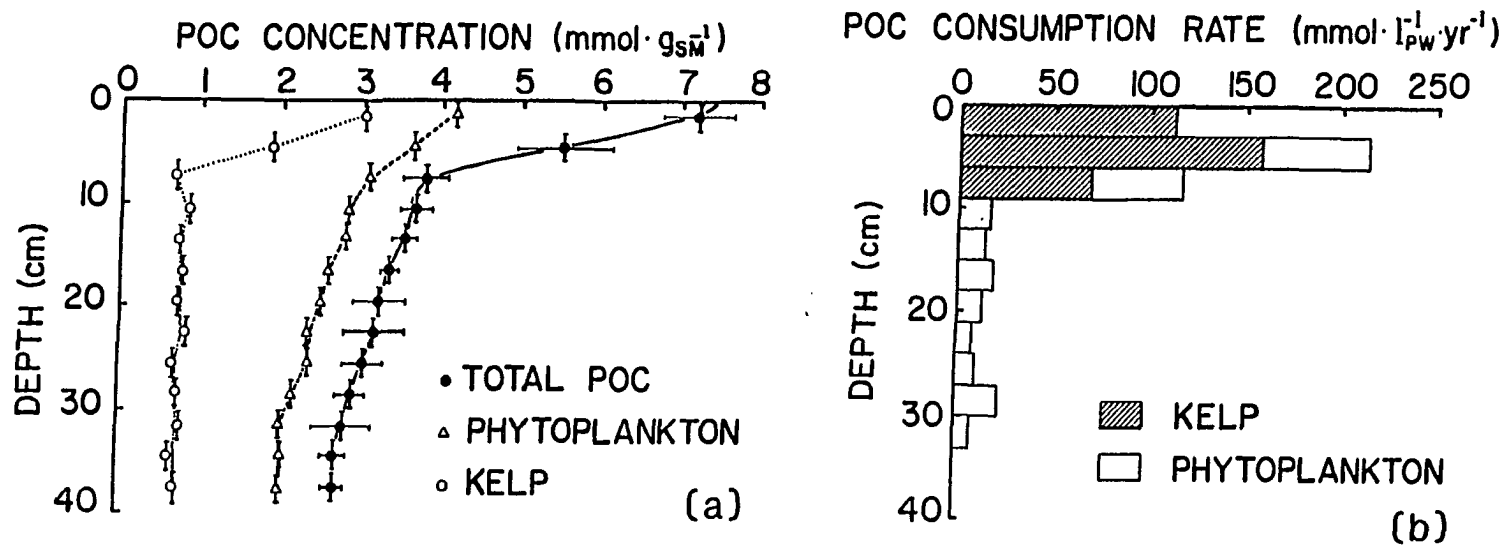 POC CONCENTRATION (mmol·g_SM^-1)
0 1 2 3 4 5 6 7 8
0
10
20
30
40
DEPTH (cm)
TOTAL POC
PHYTOPLANKTON
KELP
(a)
POC CONSUMPTION RATE (mmol·l_PW^-1·yr^-1)
0 50 100 150 200 250
0
10
20
30
40
DEPTH (cm)
KELP
PHYTOPLANKTON
(b)